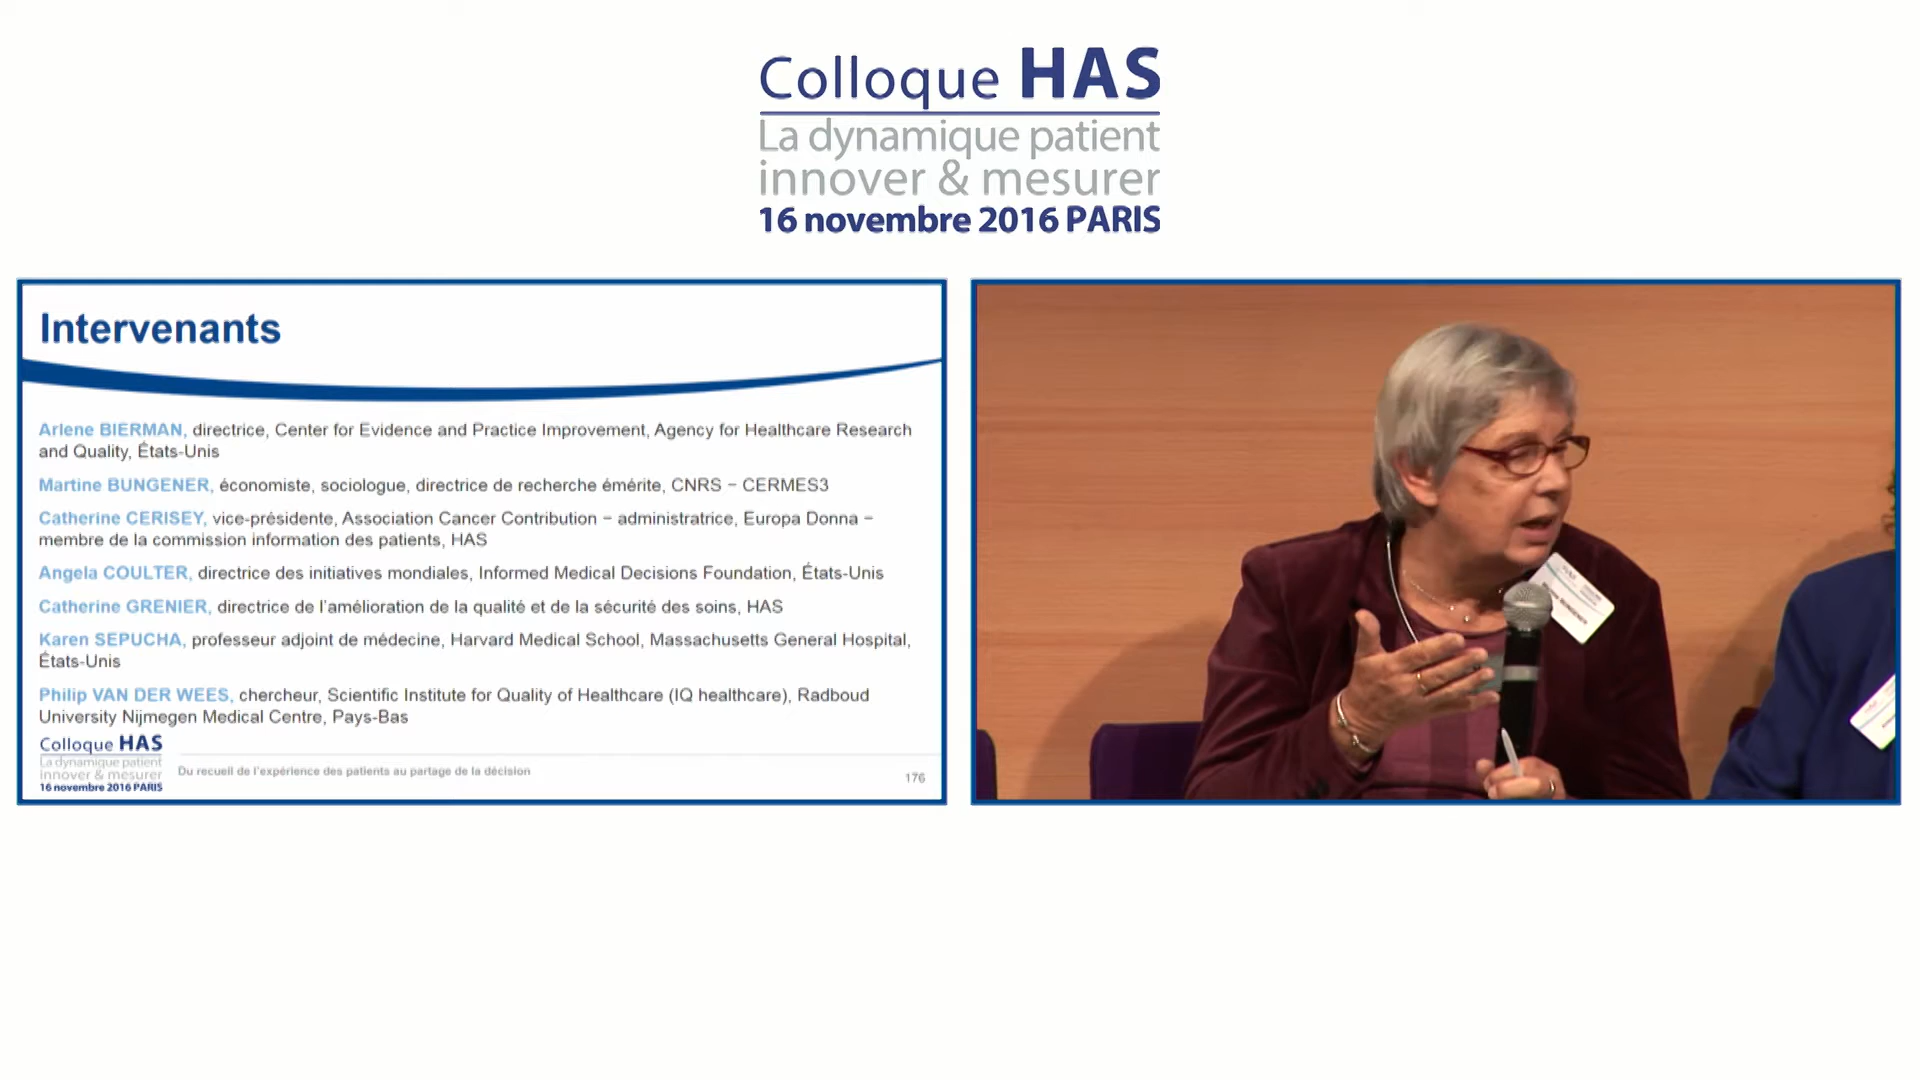 Colloque HAS
La dynamique patient
innover & mesurer
16 novembre 2016 PARIS
Intervenants
Arlene BIERMAN, directrice, Center for Evidence and Practice Improvement, Agency for Healthcare Research
and Quality, États-Unis
Martine BUNGENER, économiste, sociologue, directrice de recherche émérite, CNRS – CERMES3
Catherine CERISEY, vice-présidente, Association Cancer Contribution – administratrice, Europa Donna –
membre de la commission information des patients, HAS
Angela COULTER, directrice des initiatives mondiales, Informed Medical Decisions Foundation, États-Unis
Catherine GRENIER, directrice de l'amélioration de la qualité et de la sécurité des soins, HAS
Karen SEPUCHA, professeur adjoint de médecine, Harvard Medical School, Massachusetts General Hospital,
États-Unis
Philip VAN DER WEES, chercheur, Scientific Institute for Quality of Healthcare (IQ healthcare), Radboud
University Nijmegen Medical Centre, Pays-Bas
Colloque HAS
La dynamique patient
innover & mesurer
16 novembre 2016 PARIS
Du recueil de l'expérience des patients au partage de la décision
176
BUNGENER